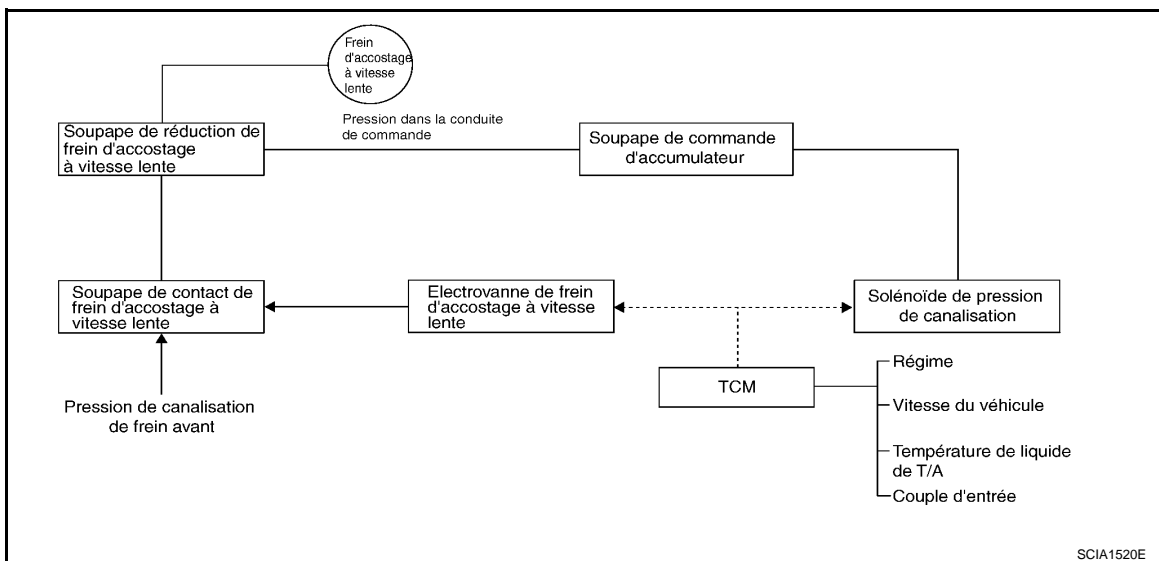 Frein
d'accostage
à vitesse
lente
Pression dans la conduite
de commande
Soupape de réduction de
frein d'accostage
à vitesse lente
Soupape de commande
d'accumulateur
Soupape de contact de
frein d'accostage à
vitesse lente
Electrovanne de frein
d'accostage à vitesse
lente
Solénoïde de pression
de canalisation
TCM
Régime
Vitesse du véhicule
Température de liquide
de T/A
Couple d'entrée
Pression de canalisation
de frein avant
SCIA1520E